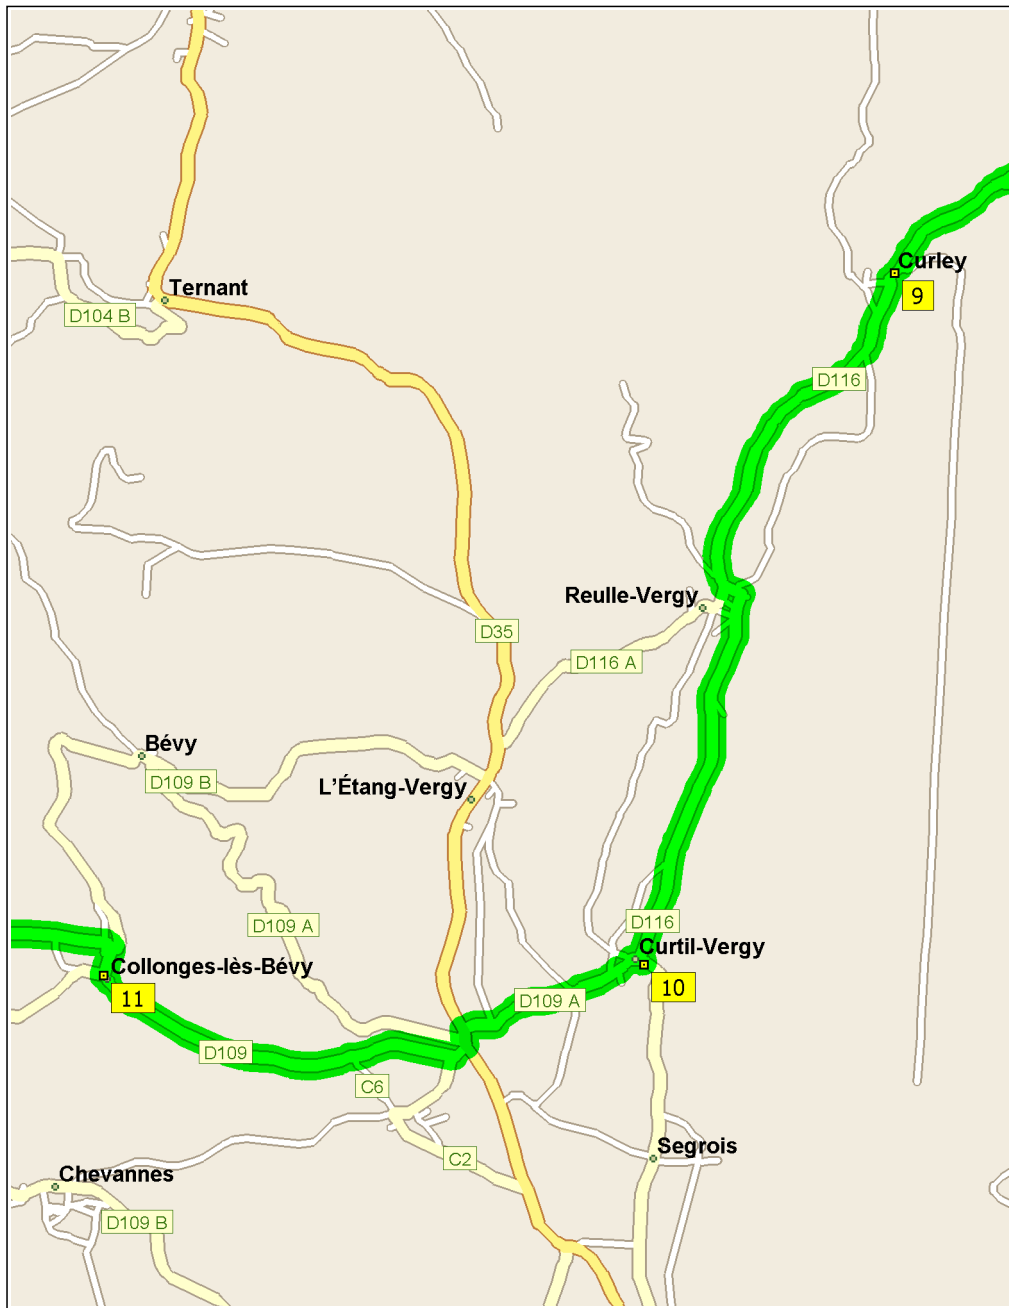 Curley
9
Ternant
D104 B
D116
Reulle-Vergy
D35
D116 A
Bévy
D109 B
L'Étang-Vergy
D116
D109 A
Curtil-Vergy
Collonges-lès-Bévy
10
11
D109 A
D109
C6
Segrois
C2
Chevannes
D109 B